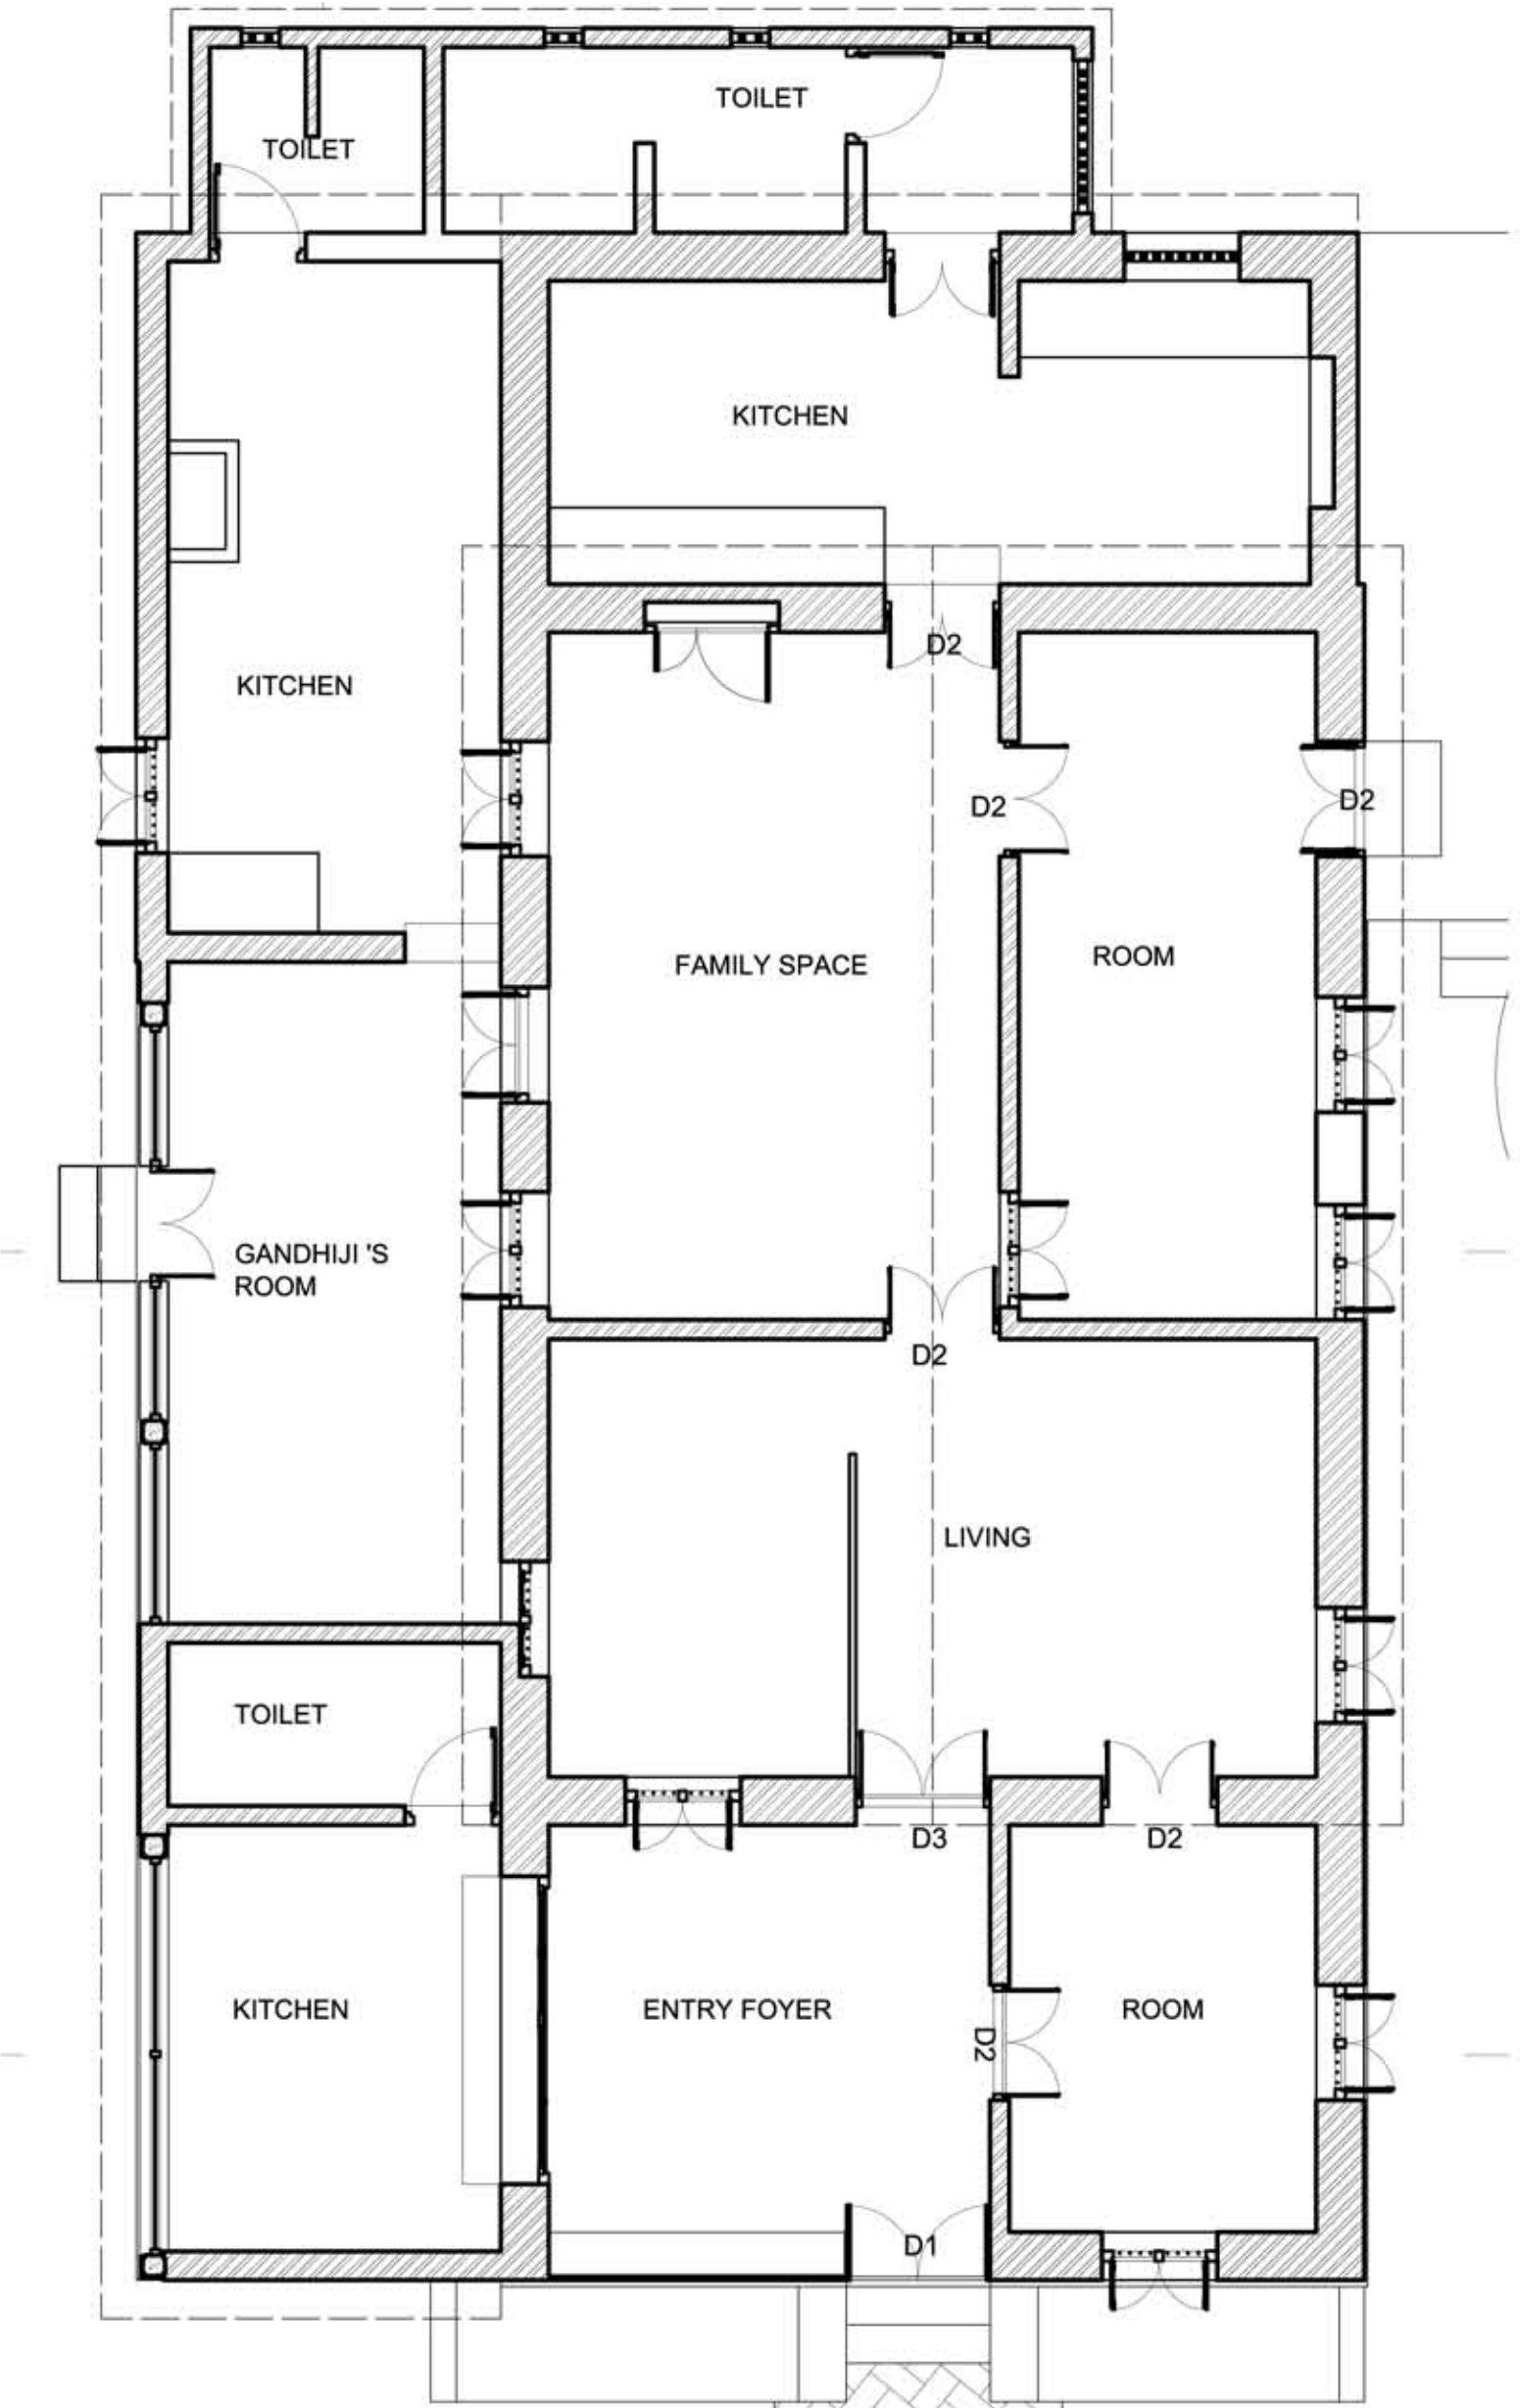 TOILET
TOILET
KITCHEN
D2
KITCHEN
D2
D2
ROOM
FAMILY SPACE
GANDHIJI 'S
ROOM
D2
LIVING
TOILET
D3
D2
KITCHEN
ENTRY FOYER
ROOM
D2
D1